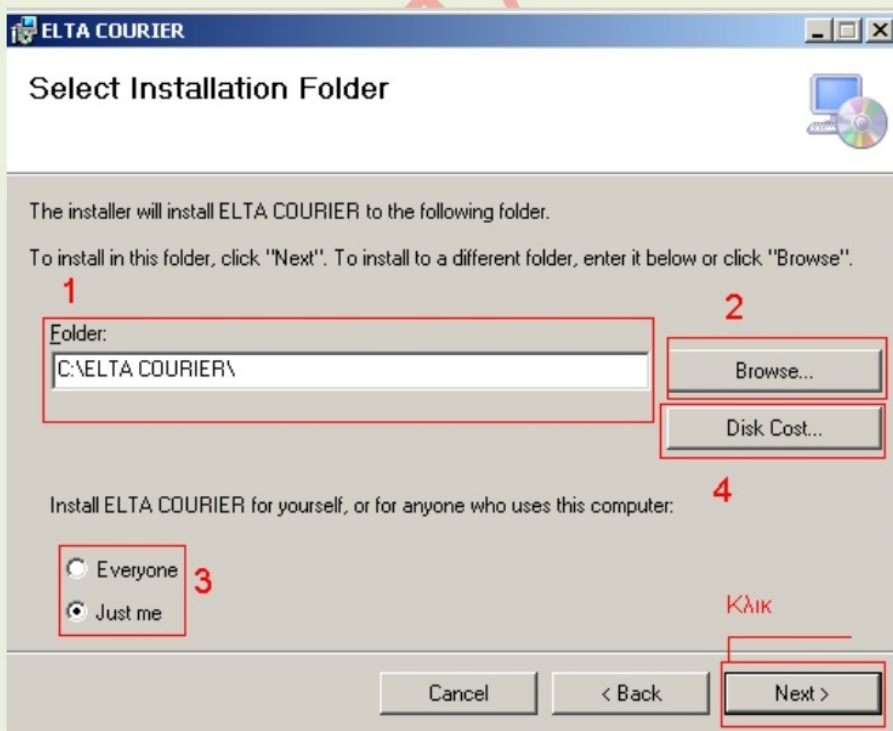 ELTA COURIER
Select Installation Folder
The installer will install ELTA COURIER to the following folder.
To install in this folder, click "Next". To install to a different folder, enter it below or click "Browse".
1
2
Folder:
C:\ELTA COURIER\
Browse...
Disk Cost...
4
Install ELTA COURIER for yourself, or for anyone who uses this computer:
Everyone
3
Just me
Κλικ
Cancel
< Back
Next >